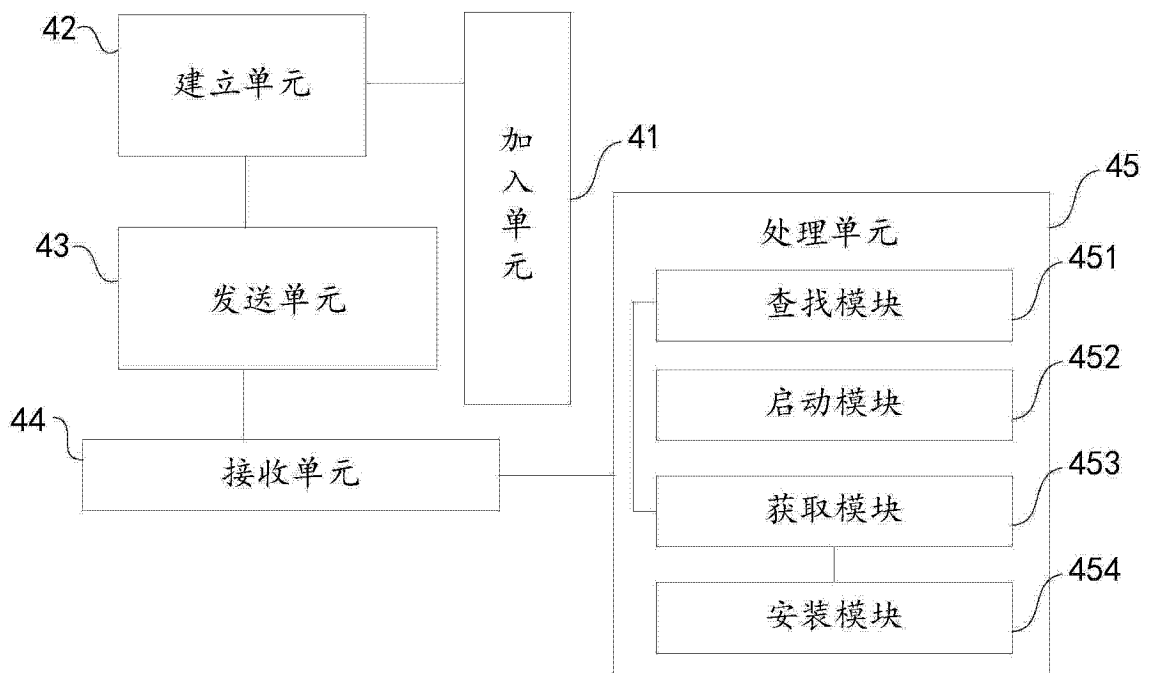 42
建立单元
加入单元
41
43
发送单元
44
接收单元
45
处理单元
查找模块
451
启动模块
452
获取模块
453
安装模块
454